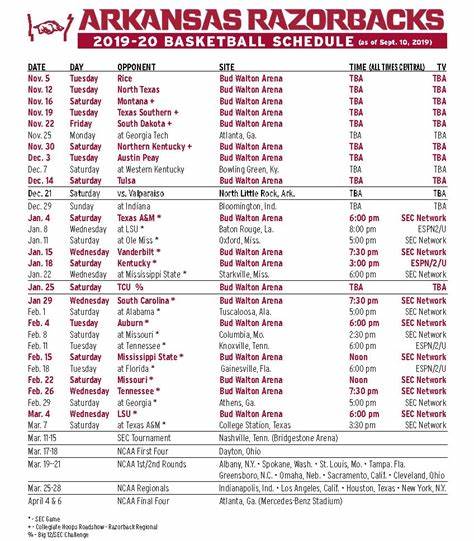 ARKANSAS RAZORBACKS
2019-20 BASKETBALL SCHEDULE (as of Sept. 10, 2019)
DATE DAY OPPONENT SITE TIME (ALL TIMES CENTRAL) TV
Nov. 5 Tuesday Rice Bud Walton Arena TBA TBA
Nov. 12 Tuesday North Texas Bud Walton Arena TBA TBA
Nov. 16 Saturday Montana + Bud Walton Arena TBA TBA
Nov. 19 Tuesday Texas Southern + Bud Walton Arena TBA TBA
Nov. 22 Friday South Dakota + Bud Walton Arena TBA TBA
Nov. 25 Monday at Georgia Tech Atlanta, Ga. TBA TBA
Nov. 30 Saturday Northern Kentucky + Bud Walton Arena TBA TBA
Dec. 3 Tuesday Austin Peay Bud Walton Arena TBA TBA
Dec. 7 Saturday at Western Kentucky Bowling Green, Ky. TBA TBA
Dec. 14 Saturday Tulsa Bud Walton Arena TBA TBA
Dec. 21 Saturday vs. Valparaiso North Little Rock, Ark. TBA TBA
Dec. 29 Sunday at Indiana Bloomington, Ind. TBA TBA
Jan. 4 Saturday Texas A&M * Bud Walton Arena 6:00 pm SEC Network
Jan. 8 Wednesday at LSU * Baton Rouge, La. 8:00 pm ESPN2/U
Jan. 11 Saturday at Ole Miss * Oxford, Miss. 5:00 pm SEC Network
Jan. 15 Wednesday Vanderbilt * Bud Walton Arena 7:30 pm SEC Network
Jan. 18 Saturday Kentucky * Bud Walton Arena 3:00 pm ESPN/2/U
Jan. 22 Wednesday at Mississippi State * Starkville, Miss. 6:00 pm ESPN2/U
Jan. 25 Saturday TCU % Bud Walton Arena TBA TBA
Jan 29 Wednesday South Carolina * Bud Walton Arena 7:30 pm SEC Network
Feb. 1 Saturday at Alabama * Tuscaloosa, Ala. 5:00 pm SEC Network
Feb. 4 Tuesday Auburn * Bud Walton Arena 6:00 pm SEC Network
Feb. 8 Saturday at Missouri * Columbia, Mo. 2:30 pm SEC Network
Feb. 11 Tuesday at Tennessee * Knoxville, Tenn. 6:00 pm ESPN/2/U
Feb. 15 Saturday Mississippi State * Bud Walton Arena Noon SEC Network
Feb. 18 Tuesday at Florida * Gainesville, Fla. 6:00 pm ESPN/2/U
Feb. 22 Saturday Missouri * Bud Walton Arena Noon SEC Network
Feb. 26 Wednesday Tennessee * Bud Walton Arena 7:30 pm SEC Network
Feb. 29 Saturday at Georgia * Athens, Ga. 5:00 pm SEC Network
Mar. 4 Wednesday LSU * Bud Walton Arena 6:00 pm SEC Network
Mar. 7 Saturday at Texas A&M * College Station, Texas 3:30 pm SEC Network
Mar. 11-15 SEC Tournament Nashville, Tenn. (Bridgestone Arena)
Mar. 17-18 NCAA First Four Dayton, Ohio
Mar. 19–21 NCAA 1st/2nd Rounds Albany, N.Y. • Spokane, Wash. • St. Louis, Mo. • Tampa. Fla.
Greensboro, N.C. • Omaha, Neb. • Sacramento, Calif. • Cleveland, Ohio
Mar. 25-28 NCAA Regionals Indianapolis, Ind. • Los Angeles, Calif. • Houston, Texas • New York, N.Y.
April 4 & 6 NCAA Final Four Atlanta, Ga. (Mercedes-Benz Stadium)
* - SEC Game
+ - Collegiate Hoops Roadshow - Razorback Regional
% - Big 12/SEC Challenge